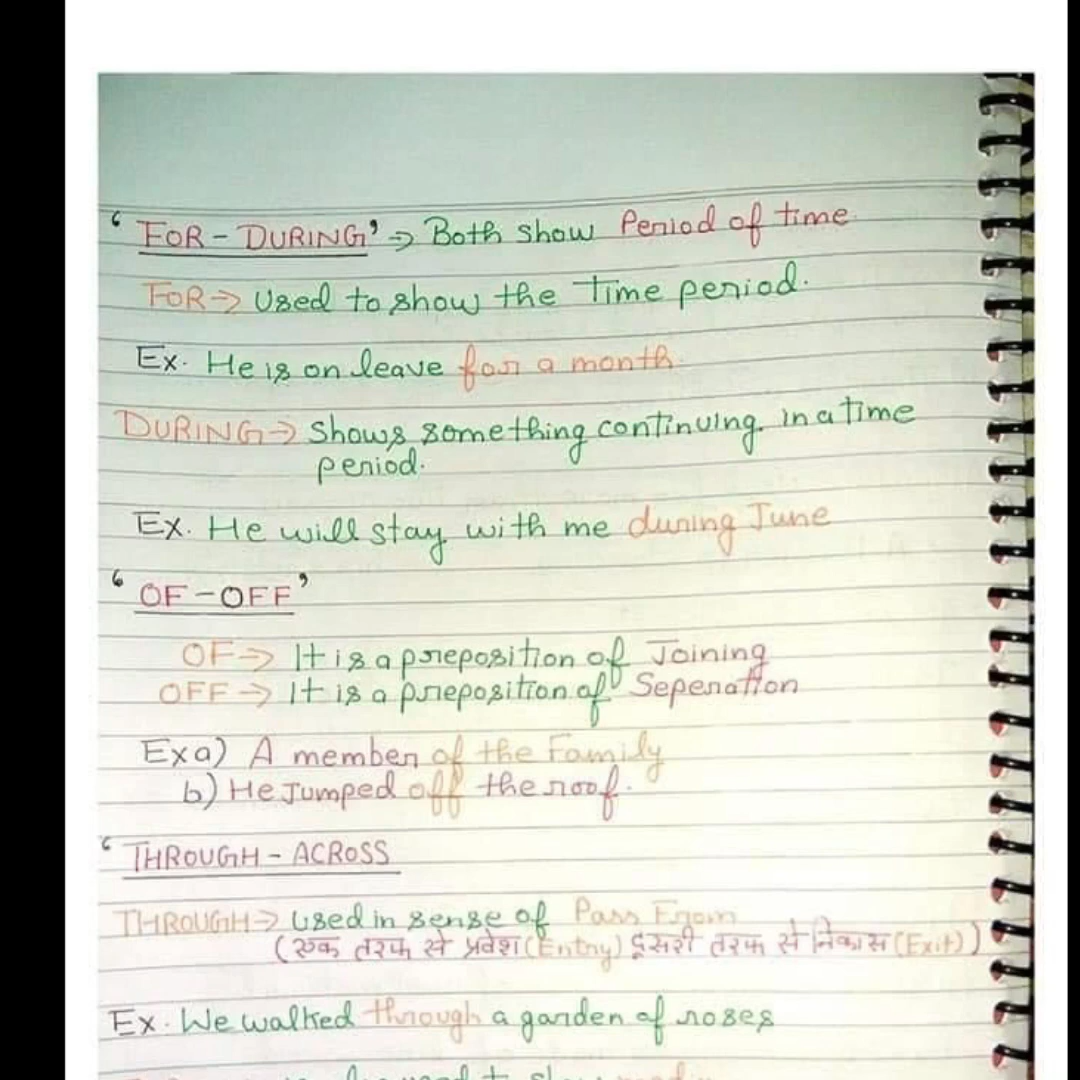 ‘FOR - DURING’ → Both show Period of time.
FOR → Used to show the Time period.
Ex. He is on leave for a month.
DURING → Shows something continuing in a time
period.
Ex. He will stay with me during June
‘OF - OFF’
OF → It is a preposition of Joining
OFF → It is a preposition of Seperation
Ex a) A member of the Family
b) He Jumped off the roof.
‘THROUGH - ACROSS
THROUGH → Used in sense of Pass From
(एक तरफ से प्रवेश (Entry) दूसरी तरफ से निकास (Exit))
Ex. We walked through a garden of roses